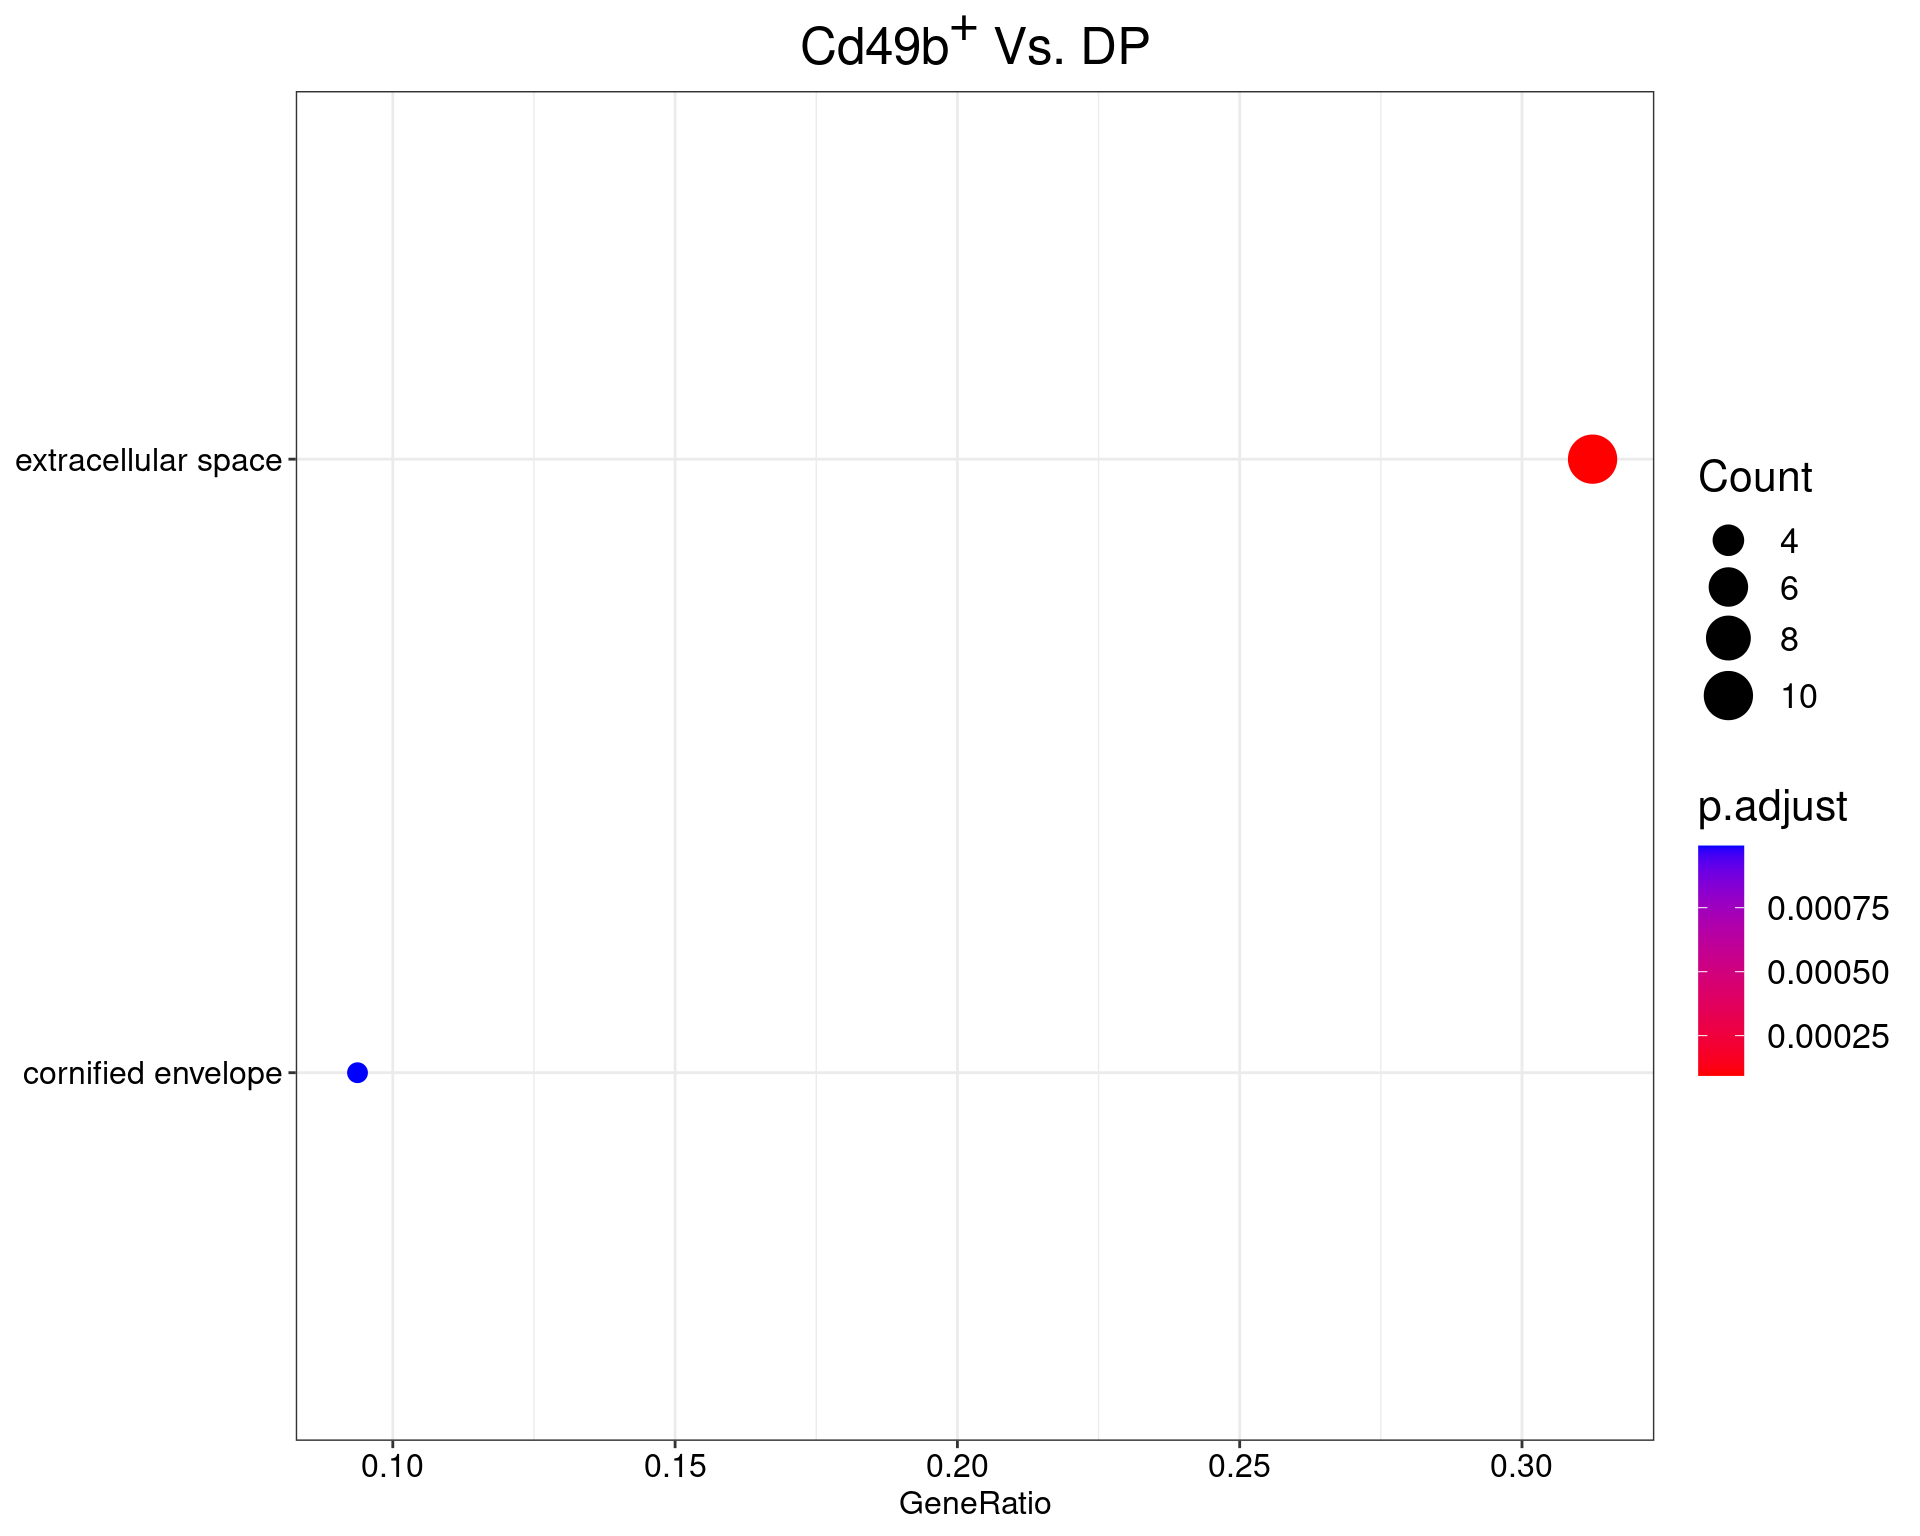 Cd49b⁺ Vs. DP
extracellular space
cornified envelope
0.10 0.15 0.20 0.25 0.30
GeneRatio
Count
4
6
8
10
p.adjust
0.00075
0.00050
0.00025